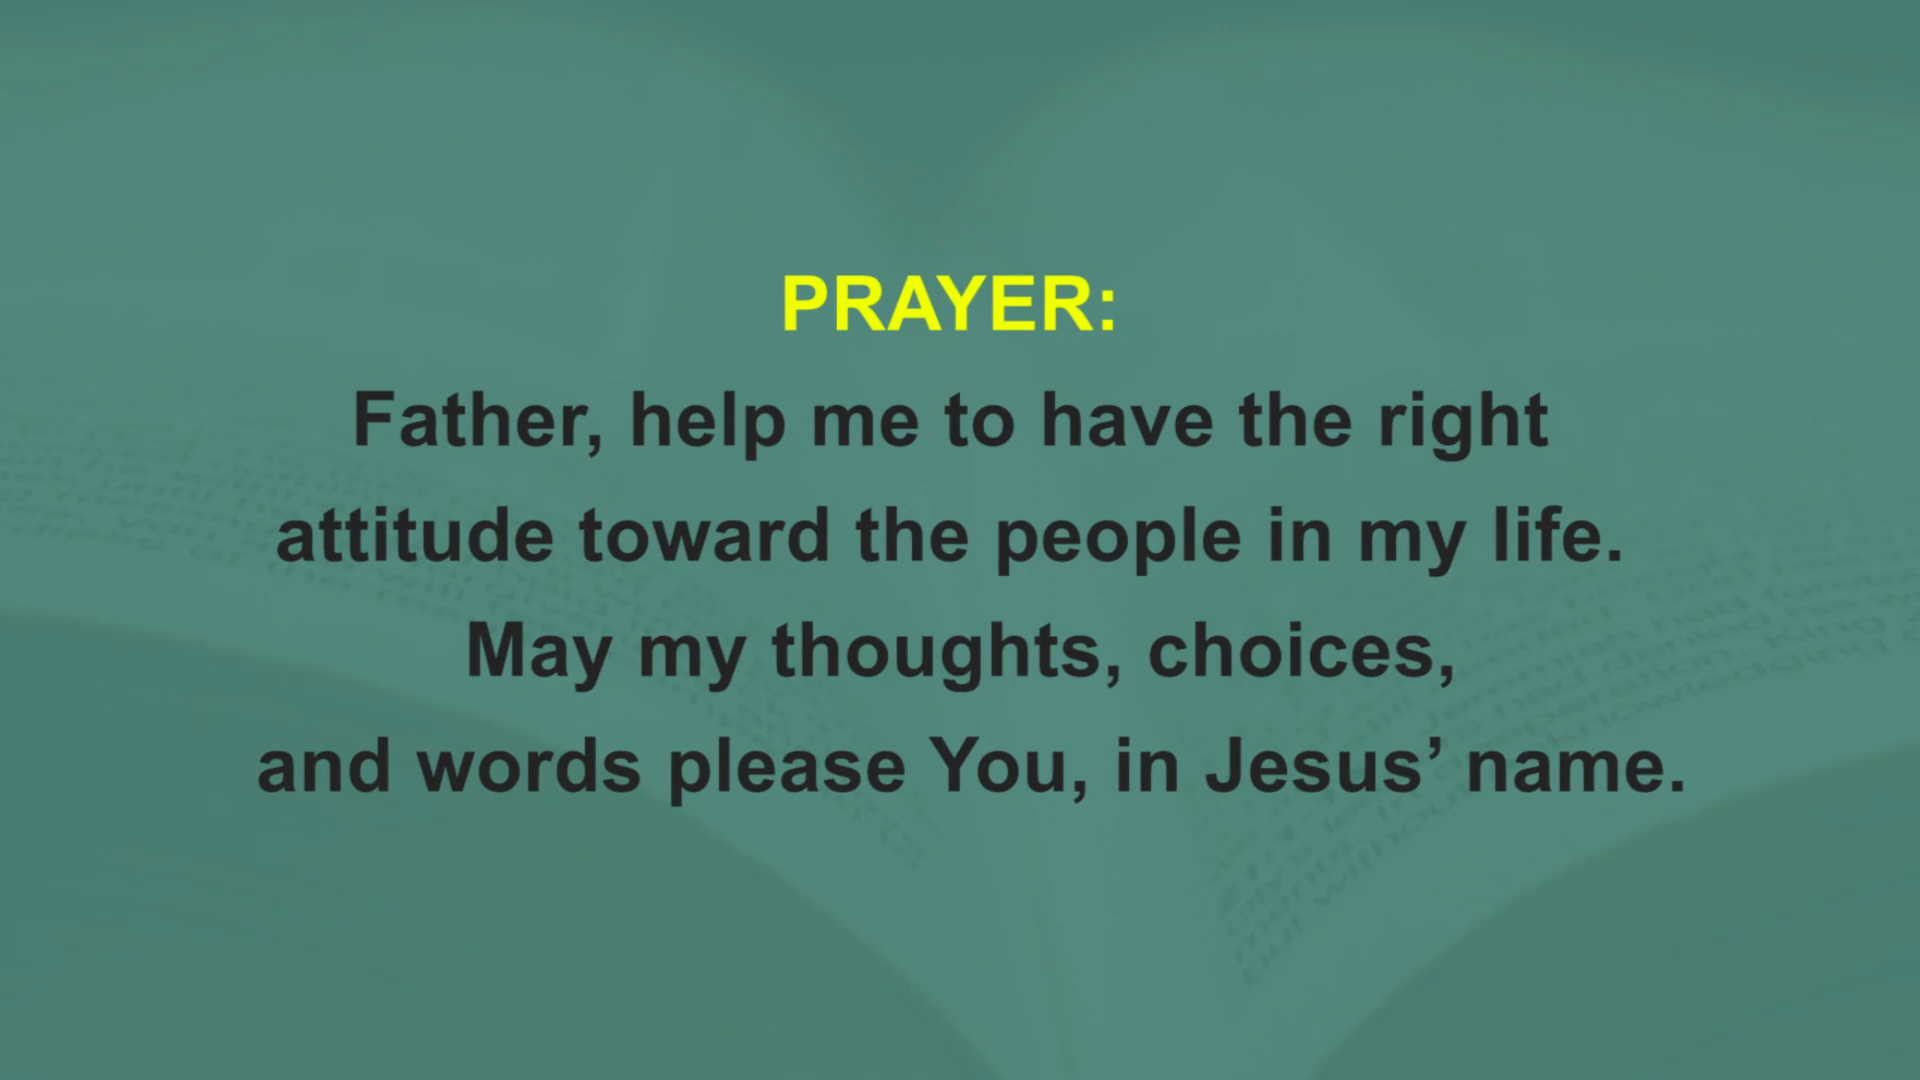 PRAYER:
Father, help me to have the right
attitude toward the people in my life.
May my thoughts, choices,
and words please You, in Jesus’ name.